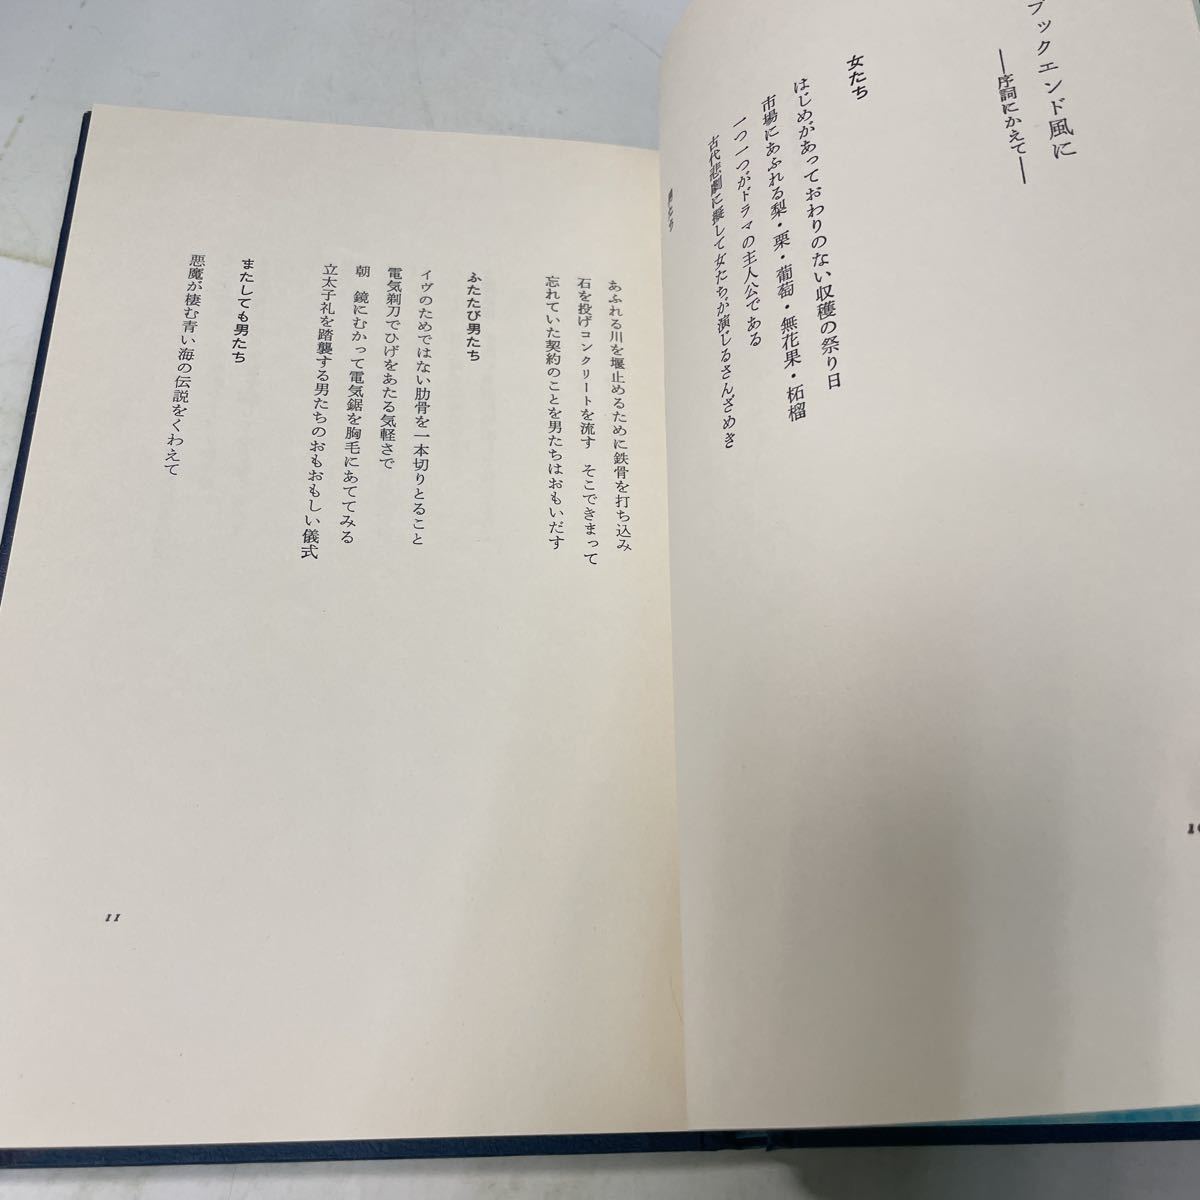 ブックエンド風に
――序詞にかえて――
女たち
はじめがあっておわりのない収穫の祭り日
市場にあふれる梨・栗・葡萄・無花果・柘榴
一つ一つがドラマの主人公である
古代悲劇に擬して女たちが演じるさんざめき
10
あふれる川を堰止めるために鉄骨を打ち込み
石を投げコンクリートを流す　そこできまって
忘れていた契約のことを男たちはおもいだす
ふたたび男たち
イヴのためではない肋骨を一本切りとること
電気剃刀でひげをあたる気軽さで
朝　鏡にむかって電気鋸を胸毛にあててみる
立太子礼を踏襲する男たちのおもおもしい儀式
またしても男たち
悪魔が棲む青い海の伝説をくわえて
11